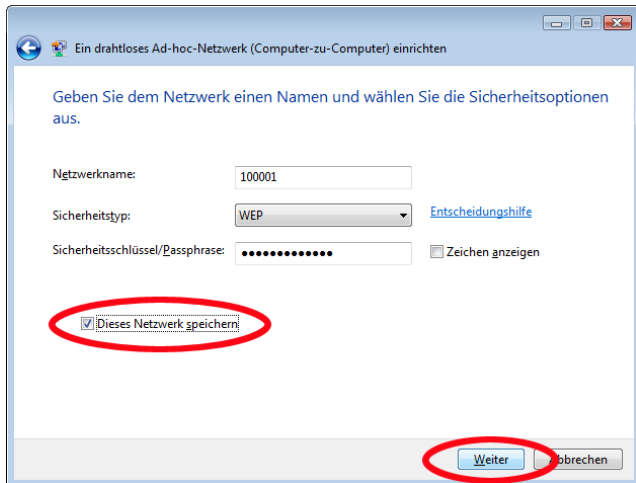 Ein drahtloses Ad-hoc-Netzwerk (Computer-zu-Computer) einrichten
Geben Sie dem Netzwerk einen Namen und wählen Sie die Sicherheitsoptionen
aus.
Netzwerkname: 100001
Sicherheitstyp: WEP Entscheidungshilfe
Sicherheitsschlüssel/Passphrase: ●●●●●●●●●●●●● Zeichen anzeigen
Dieses Netzwerk speichern
Weiter Abbrechen